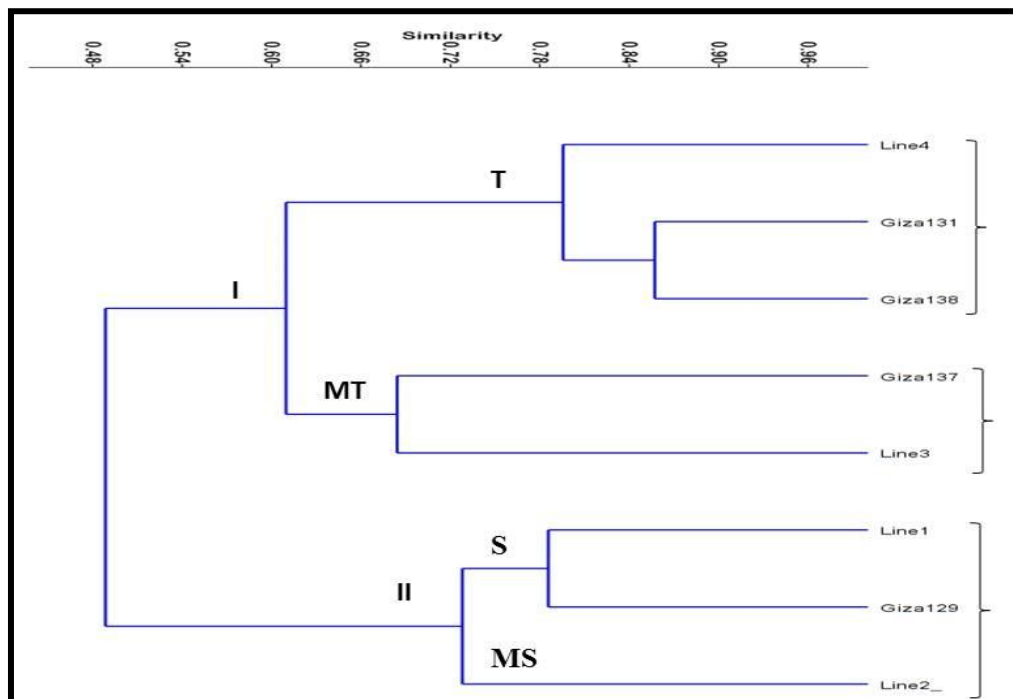 Similarity
0.48 0.54 0.60 0.66 0.72 0.78 0.84 0.90 0.96
Line4
T
Giza131
I
Giza138
Giza137
MT
Line3
Line1
S
II
Giza129
MS
Line2_